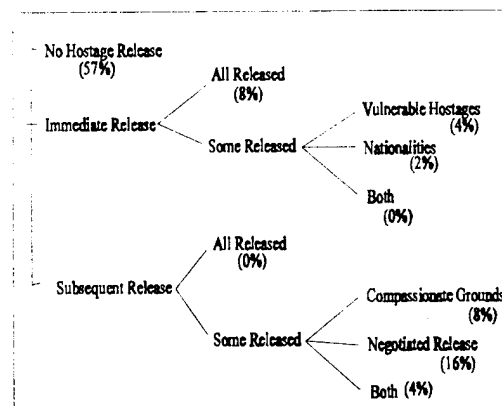 No Hostage Release
(57%)
Immediate Release
All Released
(8%)
Some Released
Vulnerable Hostages
(4%)
Nationalities
(2%)
Both
(0%)
Subsequent Release
All Released
(0%)
Some Released
Compassionate Grounds
(8%)
Negotiated Release
(16%)
Both (4%)